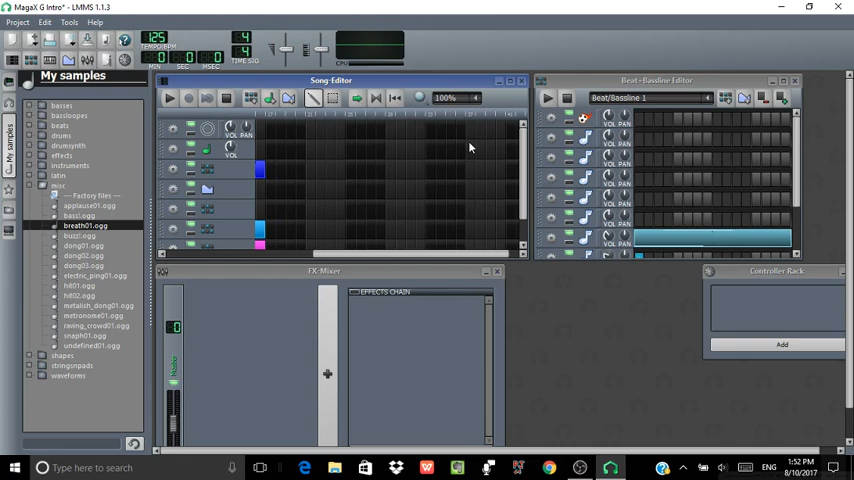 MagaX G Intro* - LMMS 1.1.3
Project Edit Tools Help
125
TEMPO/BPM
0 0 0
MIN SEC MSEC
4
4
TIME SIG
CPU
My samples
My samples
basses
bassloopes
beats
drums
drumsynth
effects
instruments
latin
misc
--- Factory files ---
applause01.ogg
bassl.ogg
breath01.ogg
buzzl.ogg
dong01.ogg
dong02.ogg
dong03.ogg
electric_ping01.ogg
hit01.ogg
hit02.ogg
metalish_dong01.ogg
metronome01.ogg
raving_crowd01.ogg
snaph01.ogg
undefined01.ogg
shapes
stringsnpads
waveforms
Song-Editor
100%
VOL PAN
VOL
Beat+Bassline Editor
Beat/Bassline 1
VOL PAN
VOL PAN
VOL PAN
VOL PAN
VOL PAN
VOL PAN
VOL PAN
FX-Mixer
0
EFFECTS CHAIN
Controller Rack
Add
Type here to search
ENG
1:52 PM
8/10/2017